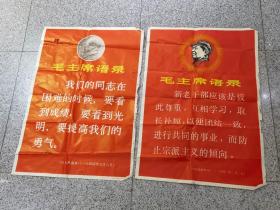 毛主席语录
我们的同志在
困难的时候，要看
到成绩，要看到光
明，要提高我们的
勇气。
毛主席语录
新老干部应该是彼
此尊重，互相学习，取
长补短，以便团结一致，
进行共同的事业，而防
止宗派主义的倾向。